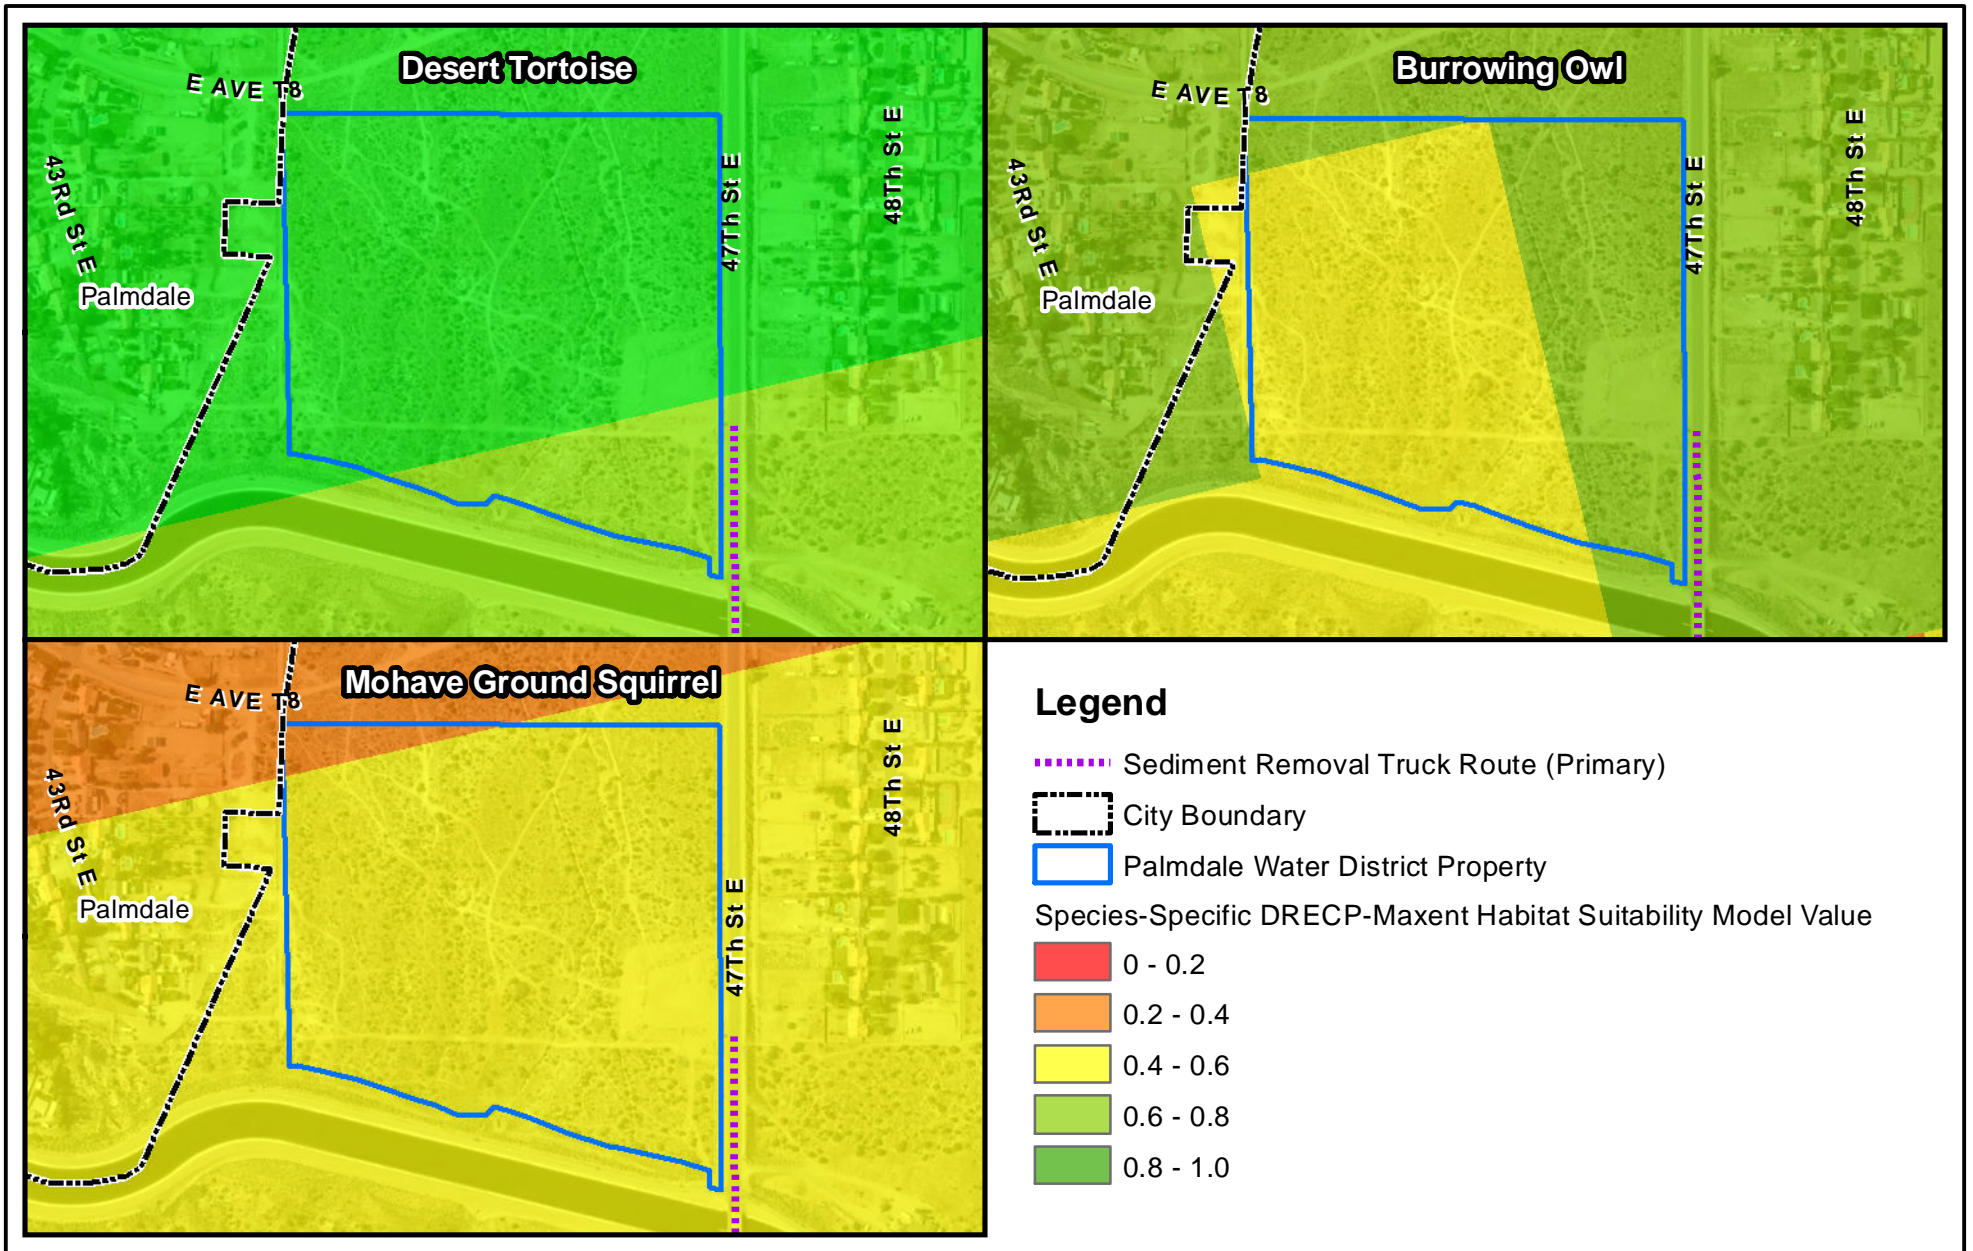 Desert Tortoise
E AVE T8
43Rd St E
Palmdale
47Th St E
48Th St E
Burrowing Owl
E AVE T8
43Rd St E
Palmdale
47Th St E
48Th St E
Mohave Ground Squirrel
E AVE T8
43Rd St E
Palmdale
47Th St E
48Th St E
Legend
Sediment Removal Truck Route (Primary)
City Boundary
Palmdale Water District Property
Species-Specific DRECP-Maxent Habitat Suitability Model Value
0 - 0.2
0.2 - 0.4
0.4 - 0.6
0.6 - 0.8
0.8 - 1.0